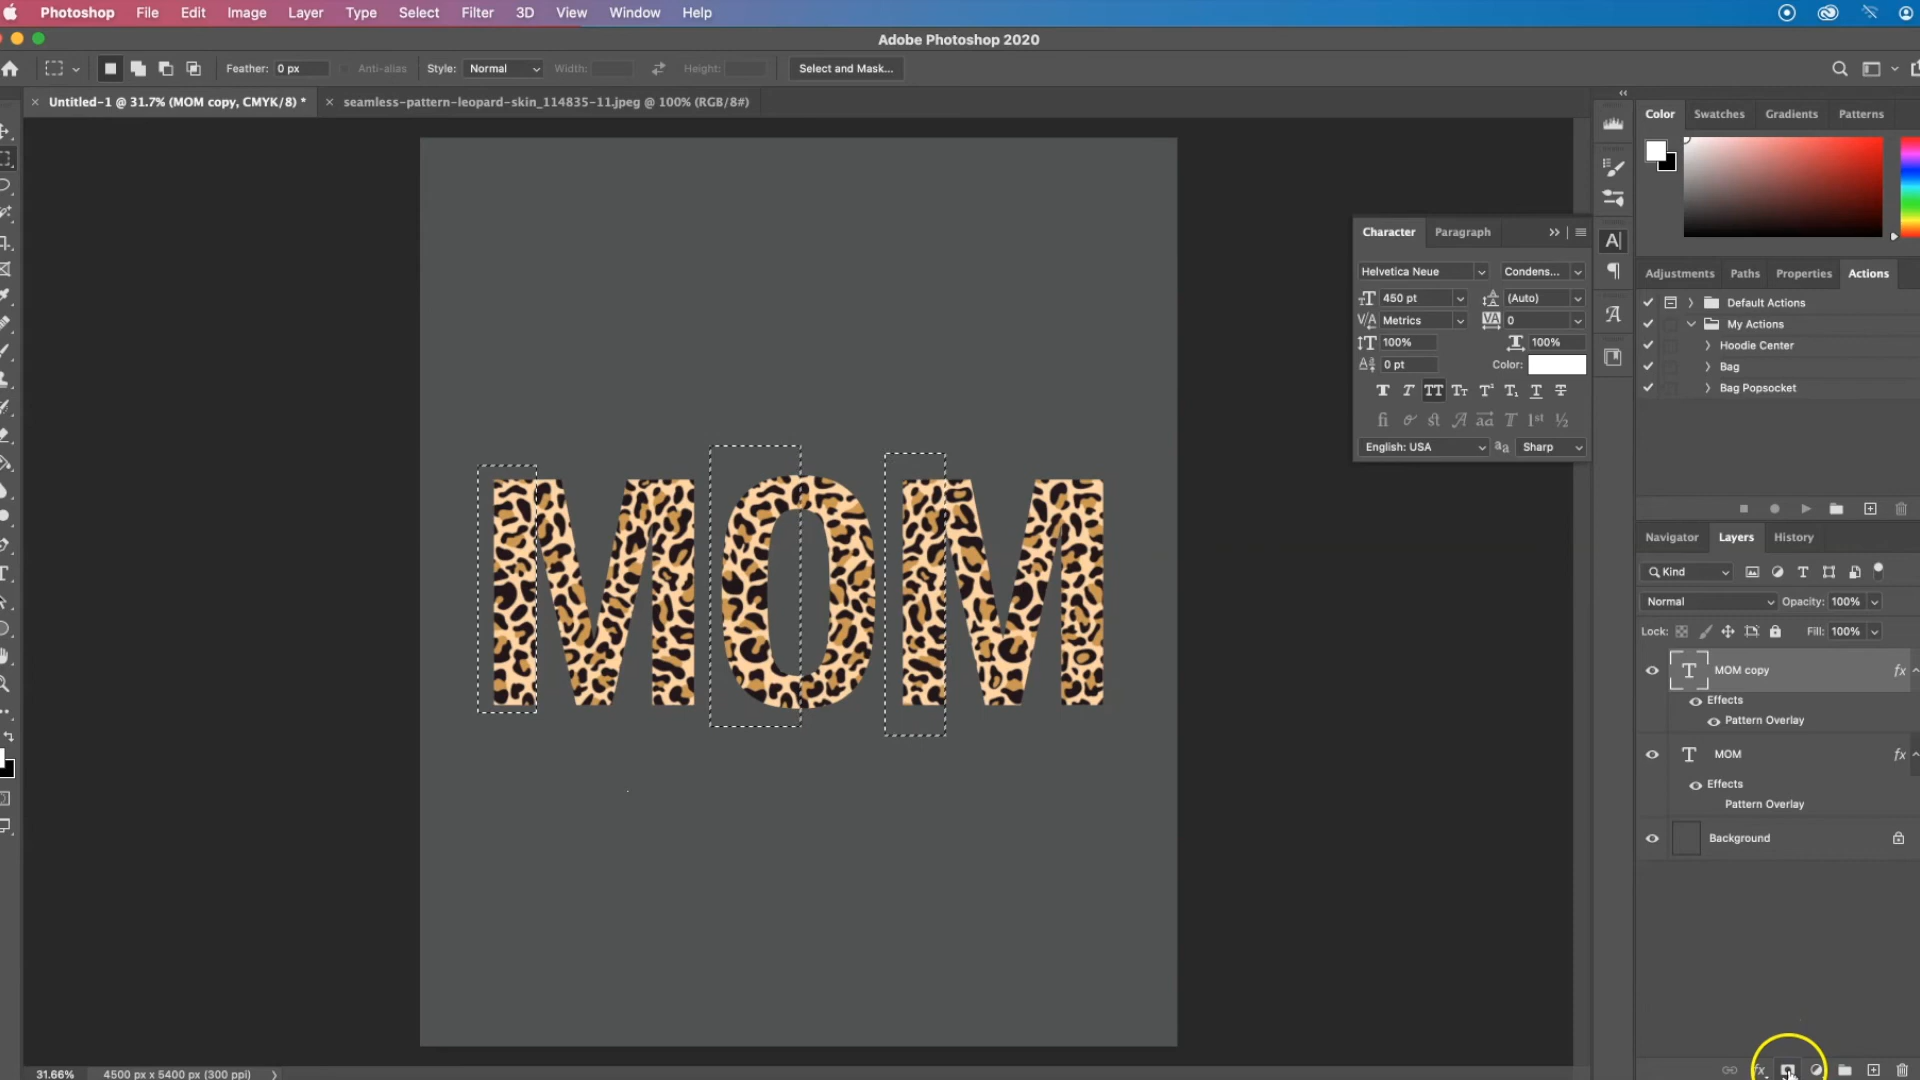 Photoshop File Edit Image Layer Type Select Filter 3D View Window Help
Adobe Photoshop 2020
Feather: 0 px Anti-alias Style: Normal Width: Height: Select and Mask...
× Untitled-1 @ 31.7% (MOM copy, CMYK/8) * × seamless-pattern-leopard-skin_114835-11.jpeg @ 100% (RGB/8#)
Color Swatches Gradients Patterns
Character Paragraph
Helvetica Neue Condens...
450 pt (Auto)
Metrics 0
100% 100%
0 pt Color:
English: USA Sharp
Adjustments Paths Properties Actions
Default Actions
My Actions
Hoodie Center
Bag
Bag Popsocket
MOM
Navigator Layers History
Kind
Normal Opacity: 100%
Lock: Fill: 100%
MOM copy fx
Effects
Pattern Overlay
MOM fx
Effects
Pattern Overlay
Background
31.66% 4500 px x 5400 px (300 ppi)